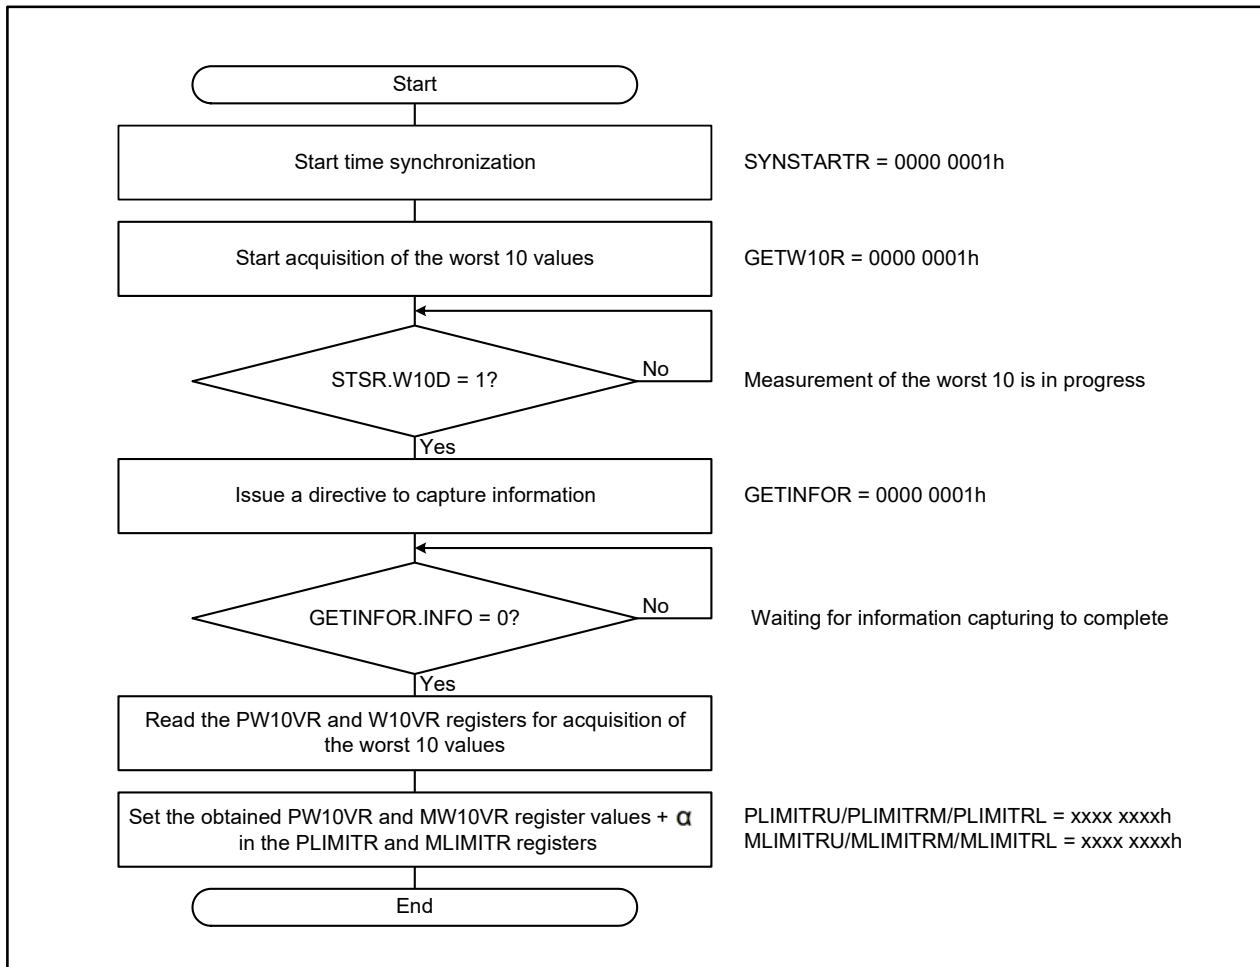 Start
Start time synchronization
SYNSTARTR = 0000 0001h
Start acquisition of the worst 10 values
GETW10R = 0000 0001h
STSR.W10D = 1?
No
Measurement of the worst 10 is in progress
Yes
Issue a directive to capture information
GETINFOR = 0000 0001h
GETINFOR.INFO = 0?
No
Waiting for information capturing to complete
Yes
Read the PW10VR and W10VR registers for acquisition of
the worst 10 values
Set the obtained PW10VR and MW10VR register values + α
in the PLIMITR and MLIMITR registers
PLIMITRU/PLIMITRM/PLIMITRL = xxxx xxxxh
MLIMITRU/MLIMITRM/MLIMITRL = xxxx xxxxh
End